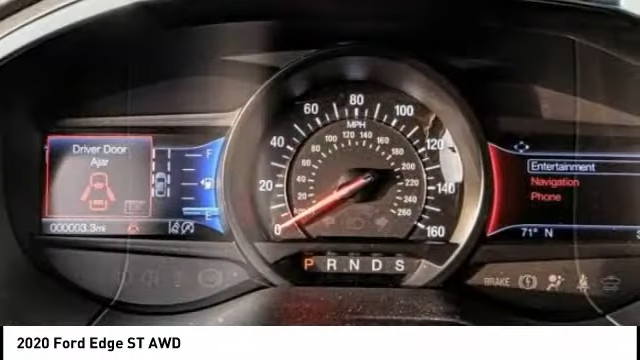 Driver Door
Ajar
F
E
000003.3mi
0 20 40 60 80 100 120 140 160
MPH
20 40 60 80 100 120 140 160 180 200 220 240 260
km/h
P R N D S
Entertainment
Navigation
Phone
71° N
BRAKE
2020 Ford Edge ST AWD